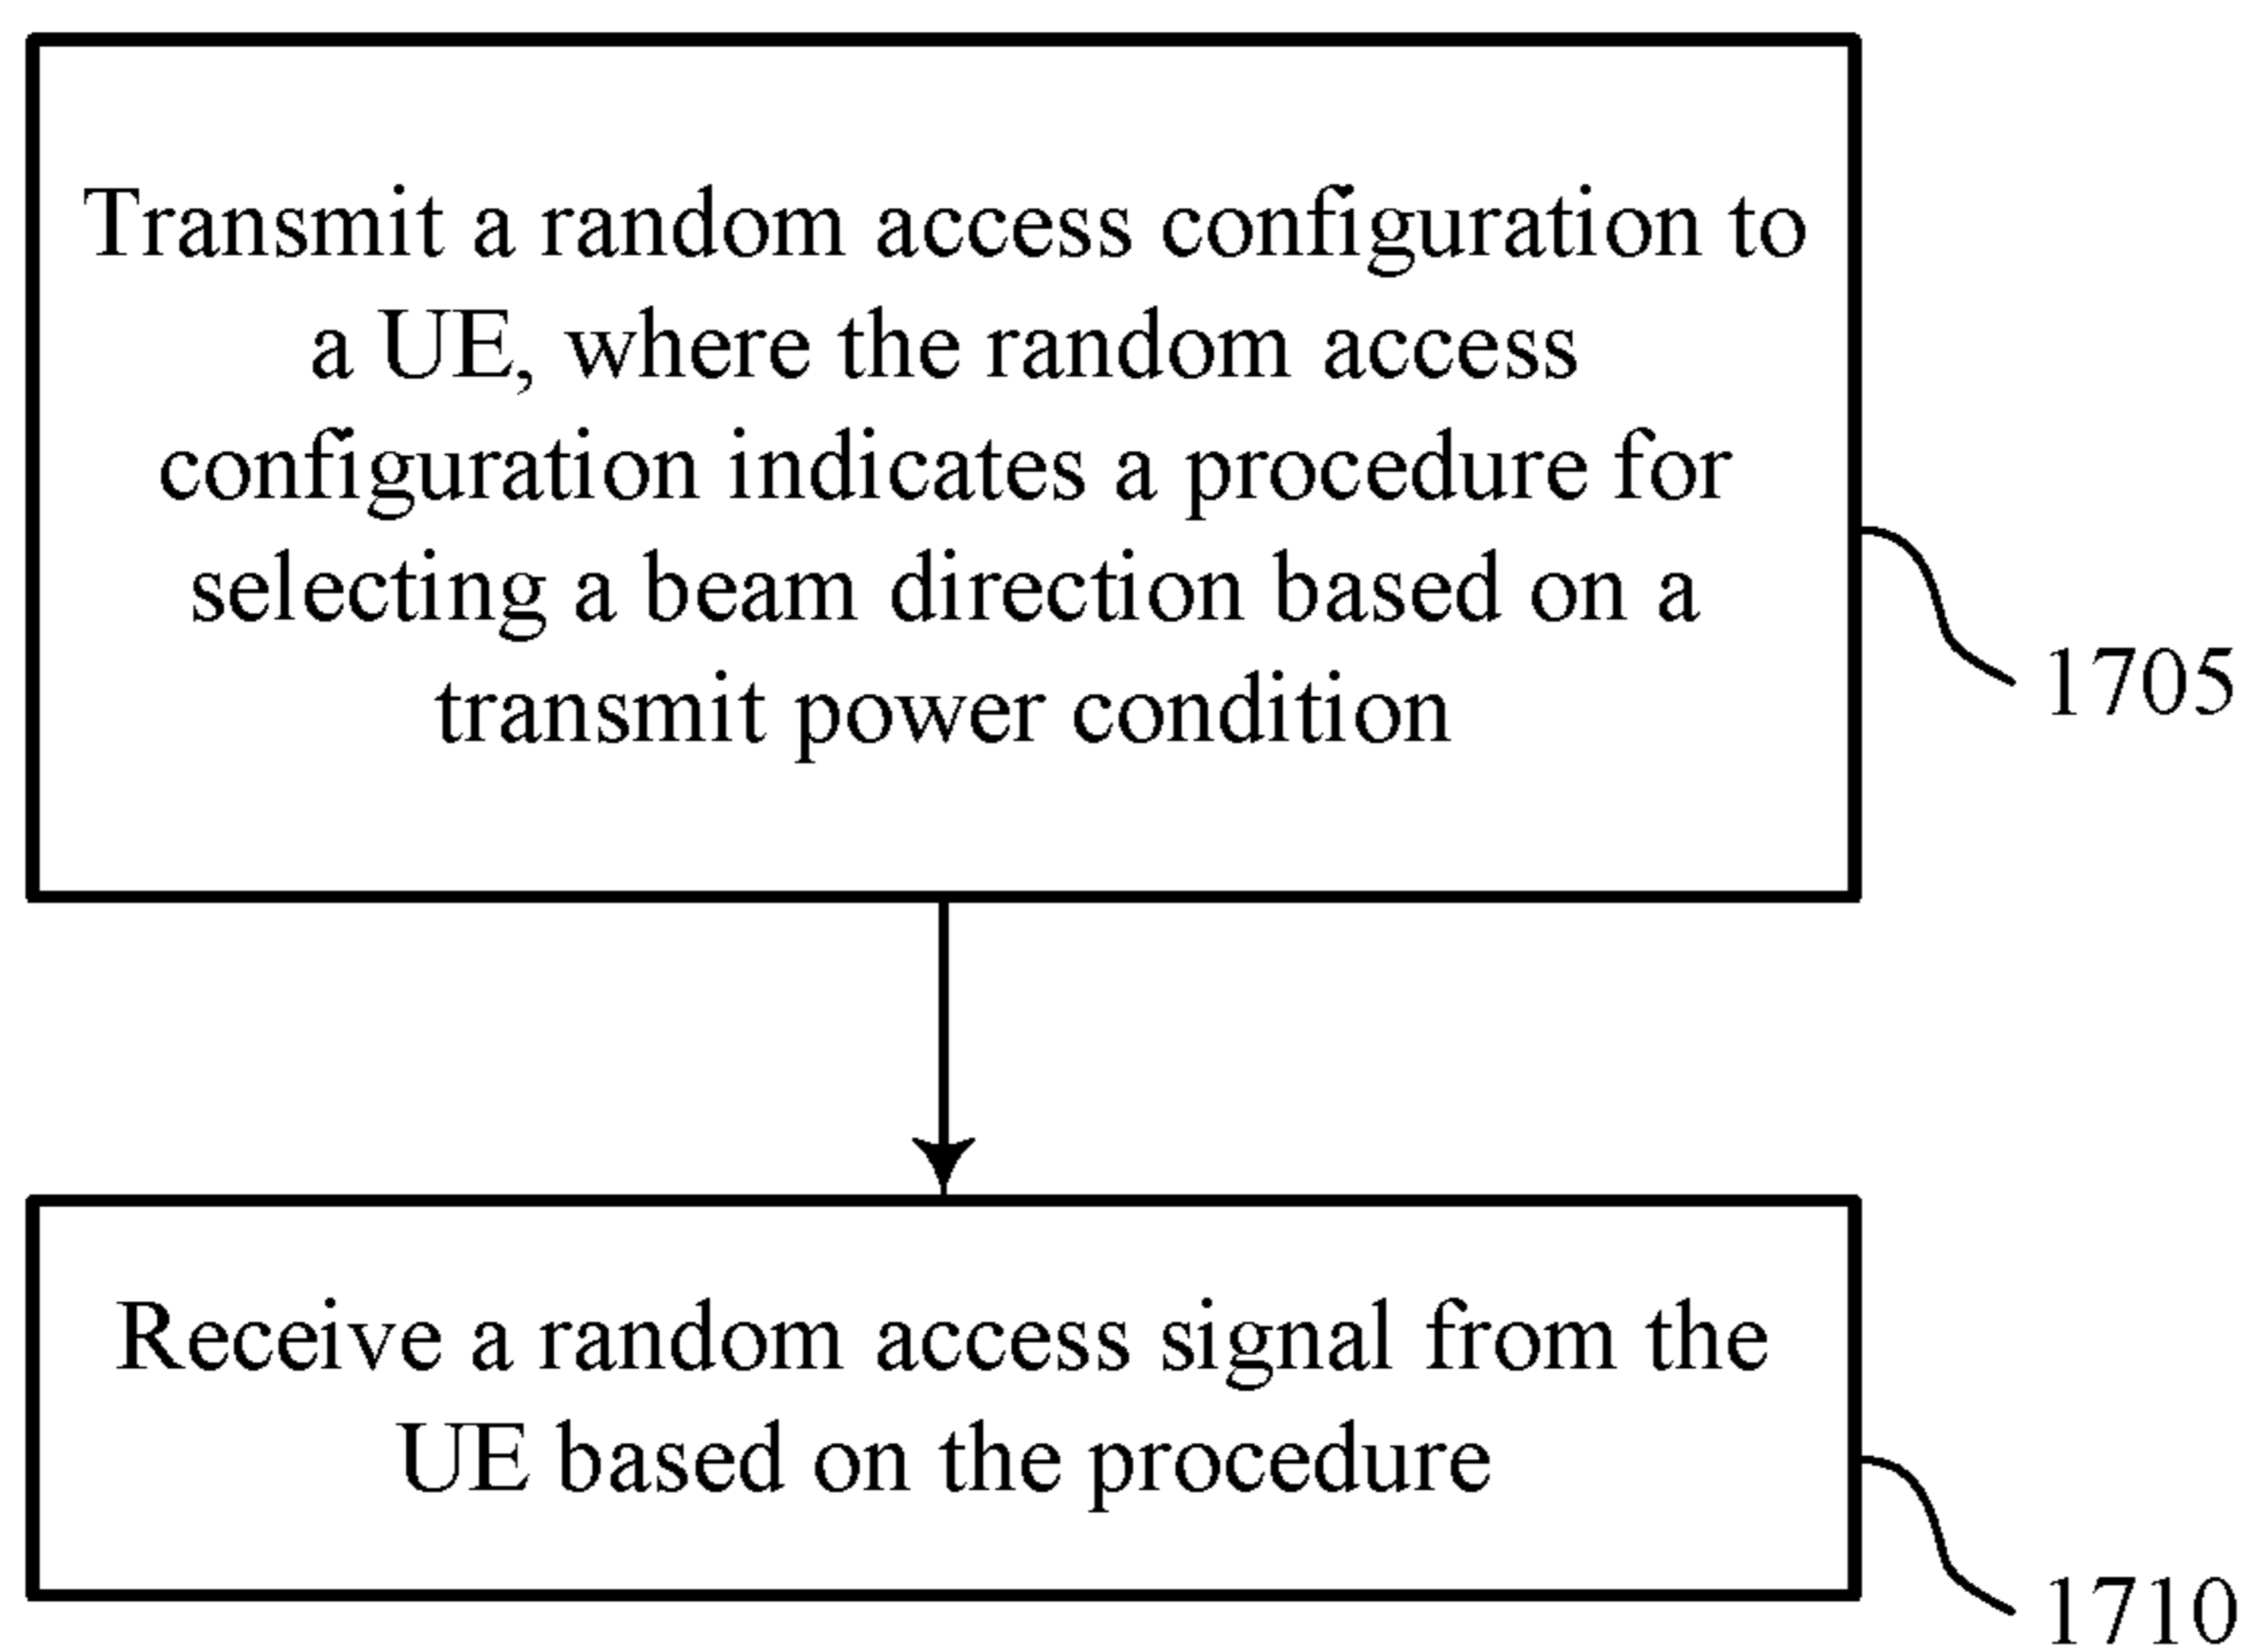 Transmit a random access configuration to
a UE, where the random access
configuration indicates a procedure for
selecting a beam direction based on a
transmit power condition
1705
Receive a random access signal from the
UE based on the procedure
1710